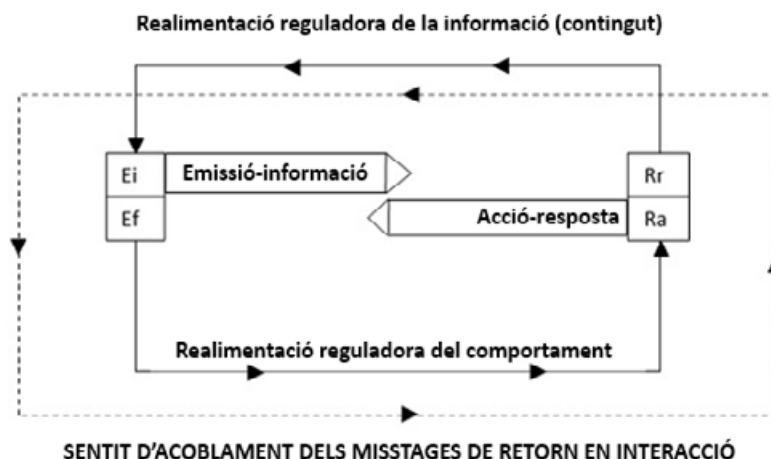 Realimentació reguladora de la informació (contingut)
Ei
Emissió-informació
Rr
Ef
Acció-resposta
Ra
Realimentació reguladora del comportament
SENTIT D'ACOBLAMENT DELS MISSTAGES DE RETORN EN INTERACCIÓ